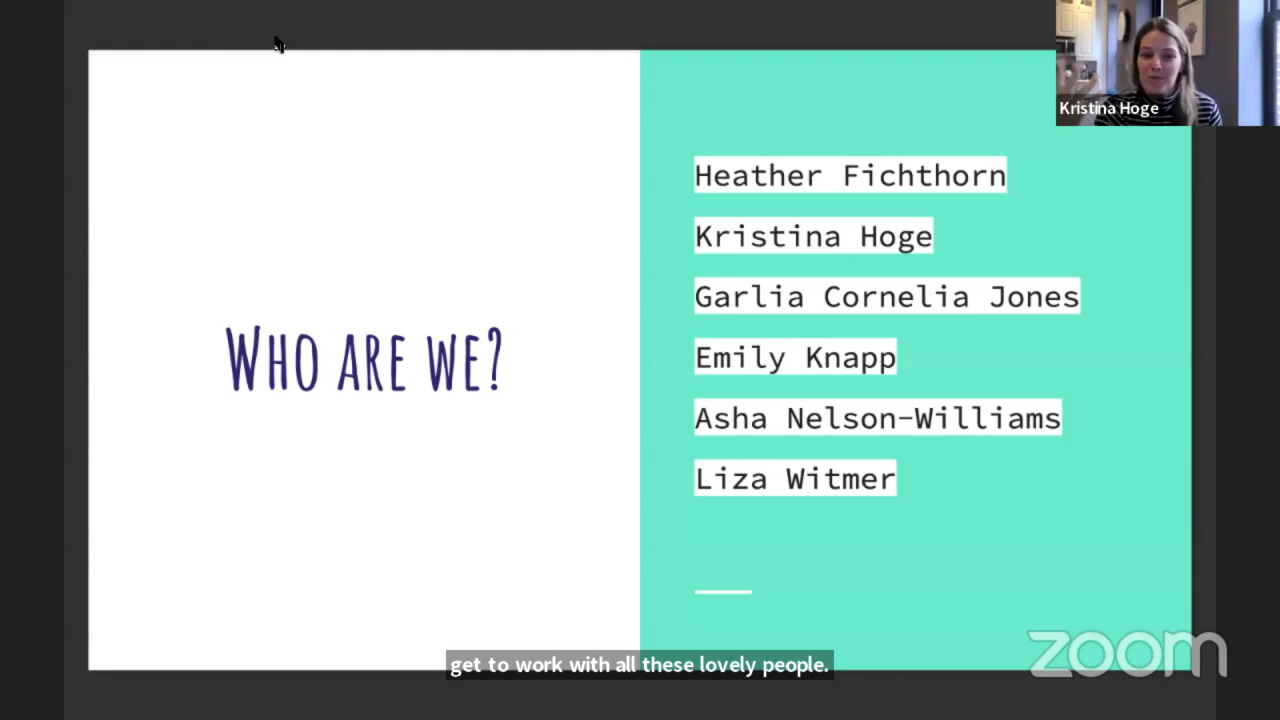 Kristina Hoge
Who are we?
Heather Fichthorn
Kristina Hoge
Garlia Cornelia Jones
Emily Knapp
Asha Nelson-Williams
Liza Witmer
get to work with all these lovely people.
zoom